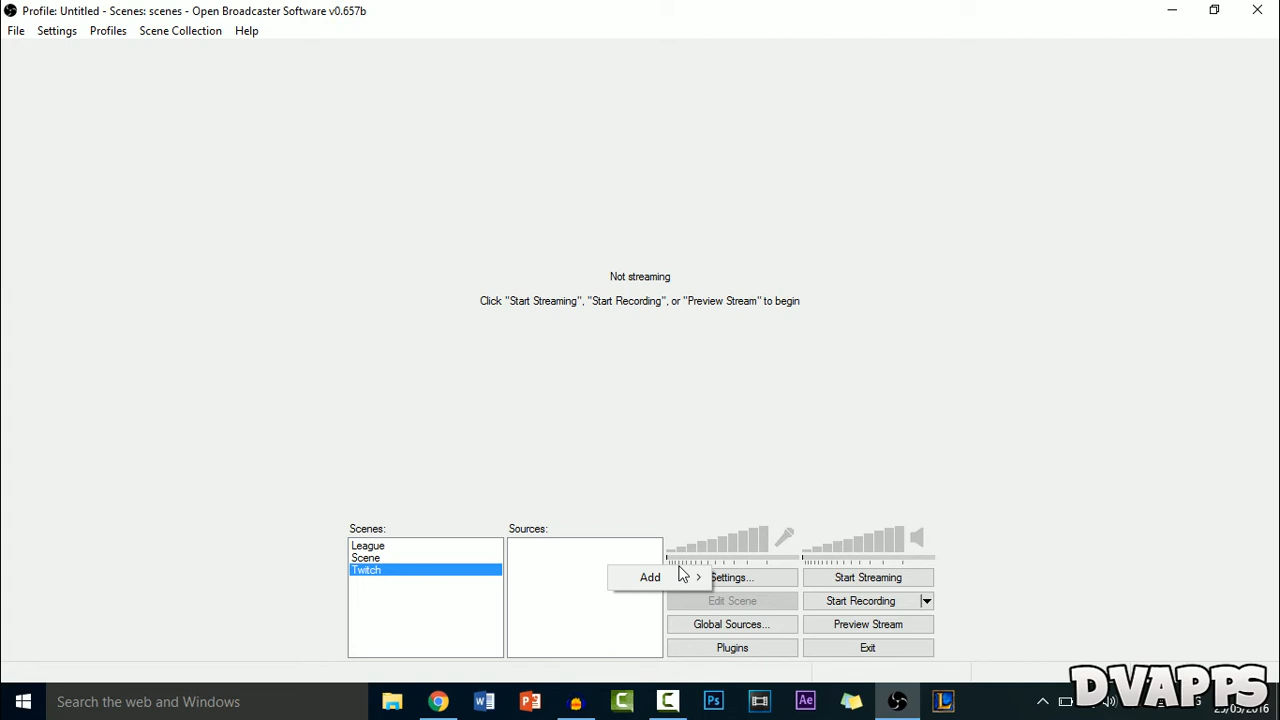 Profile: Untitled - Scenes: scenes - Open Broadcaster Software v0.657b
File Settings Profiles Scene Collection Help
Not streaming
Click "Start Streaming", "Start Recording", or "Preview Stream" to begin
Scenes: Sources:
League
Scene
Twitch
Add
Settings...
Start Streaming
Edit Scene
Start Recording
Global Sources...
Preview Stream
Plugins
Exit
Search the web and Windows
DVAPPS